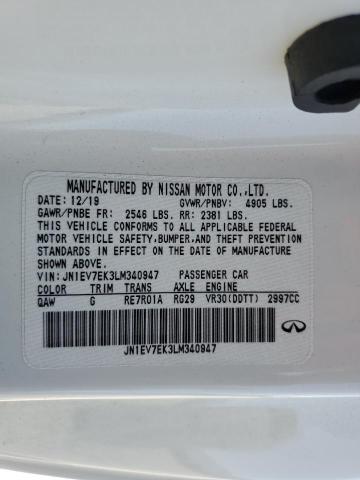 MANUFACTURED BY NISSAN MOTOR CO.,LTD.
DATE: 12/19 GVWR/PNBV: 4905 LBS.
GAWR/PNBE FR: 2546 LBS. RR: 2381 LBS.
THIS VEHICLE CONFORMS TO ALL APPLICABLE FEDERAL
MOTOR VEHICLE SAFETY,BUMPER,AND THEFT PREVENTION
STANDARDS IN EFFECT ON THE DATE OF MANUFACTURE
SHOWN ABOVE.
VIN: JN1EV7EK3LM340947 PASSENGER CAR
COLOR TRIM TRANS AXLE ENGINE
QAW G RE7R01A RG29 VR30(DDTT) 2997CC
JN1EV7EK3LM340947